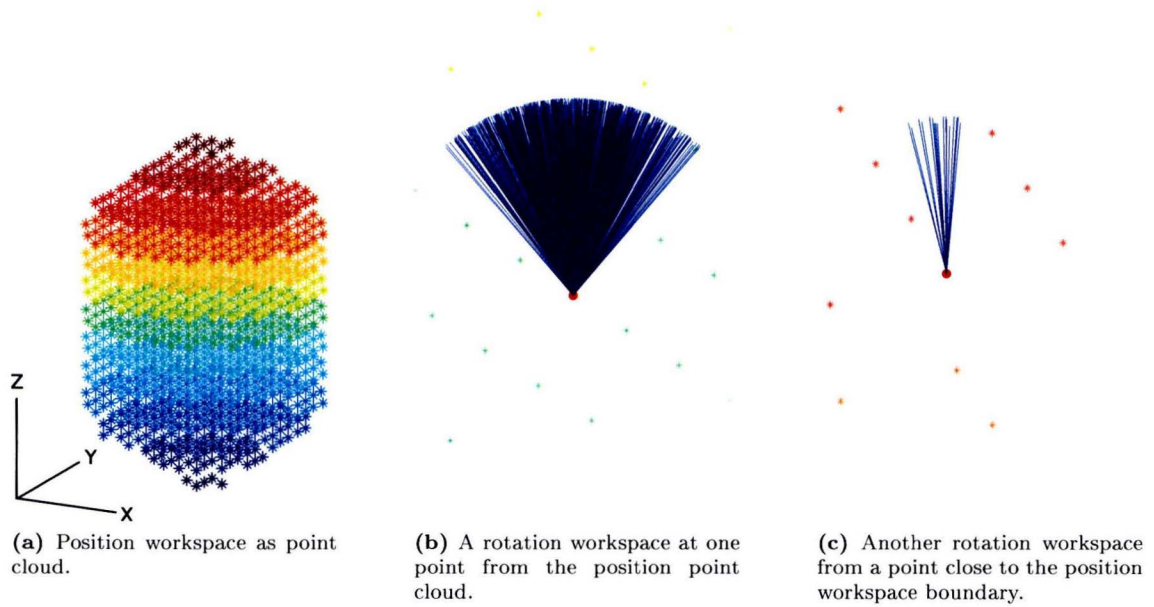 Z
Y
X
(a) Position workspace as point
cloud.
(b) A rotation workspace at one
point from the position point
cloud.
(c) Another rotation workspace
from a point close to the position
workspace boundary.